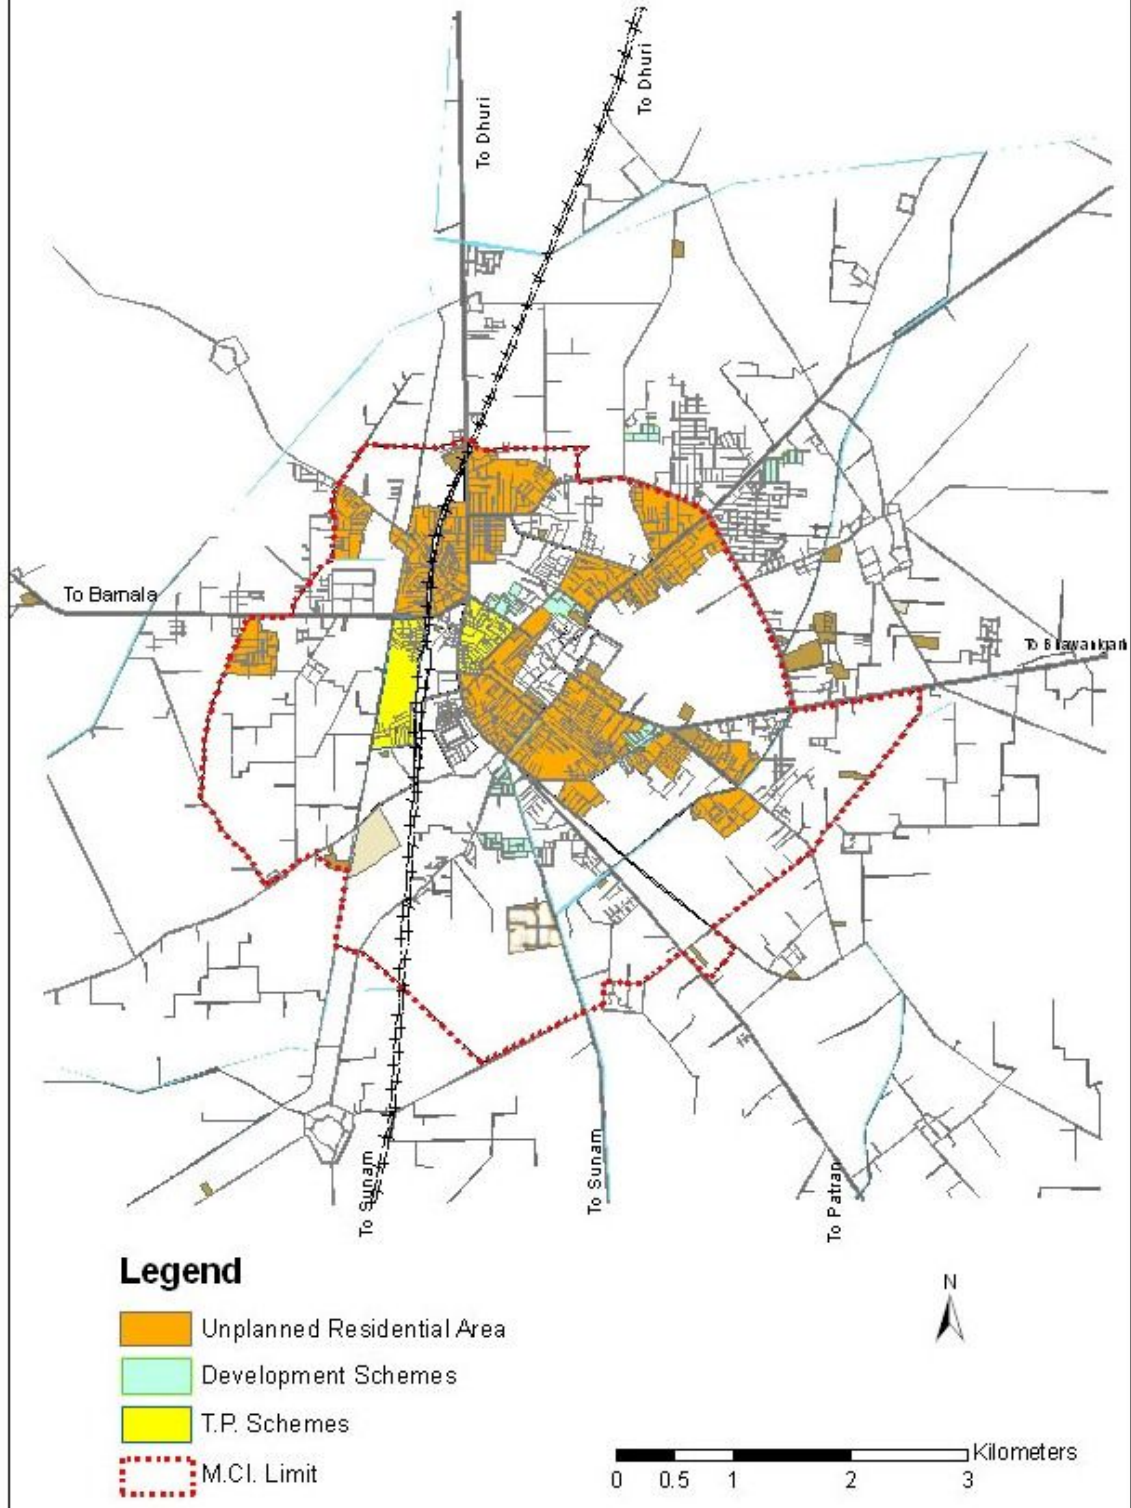 To Dhuri
To Dhuri
To Barnala
To Bhawanigarh
To Sunam
To Sunam
To Patran
Legend
Unplanned Residential Area
Development Schemes
T.P. Schemes
M.Cl. Limit
N
Kilometers
0 0.5 1 2 3